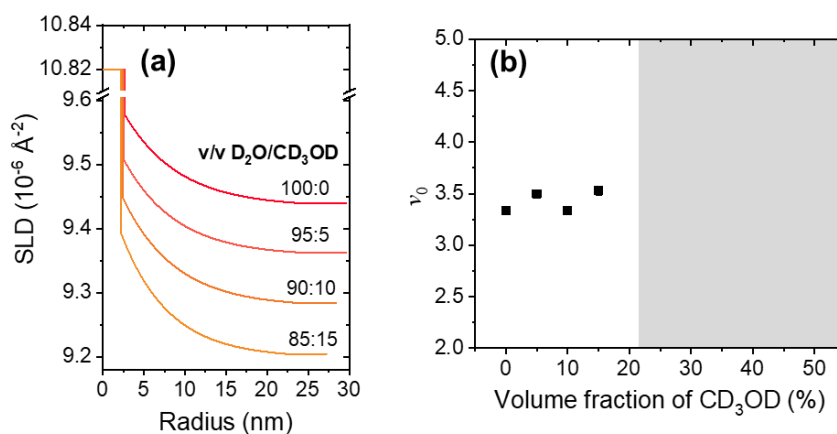 (a)
10.84
10.82
9.6
9.5
9.4
9.3
9.2
SLD (10⁻⁶ Å⁻²)
v/v D₂O/CD₃OD
100:0
95:5
90:10
85:15
0 5 10 15 20 25 30
Radius (nm)
(b)
5.0
4.5
4.0
3.5
3.0
2.5
2.0
ν₀
0 10 20 30 40 50
Volume fraction of CD₃OD (%)